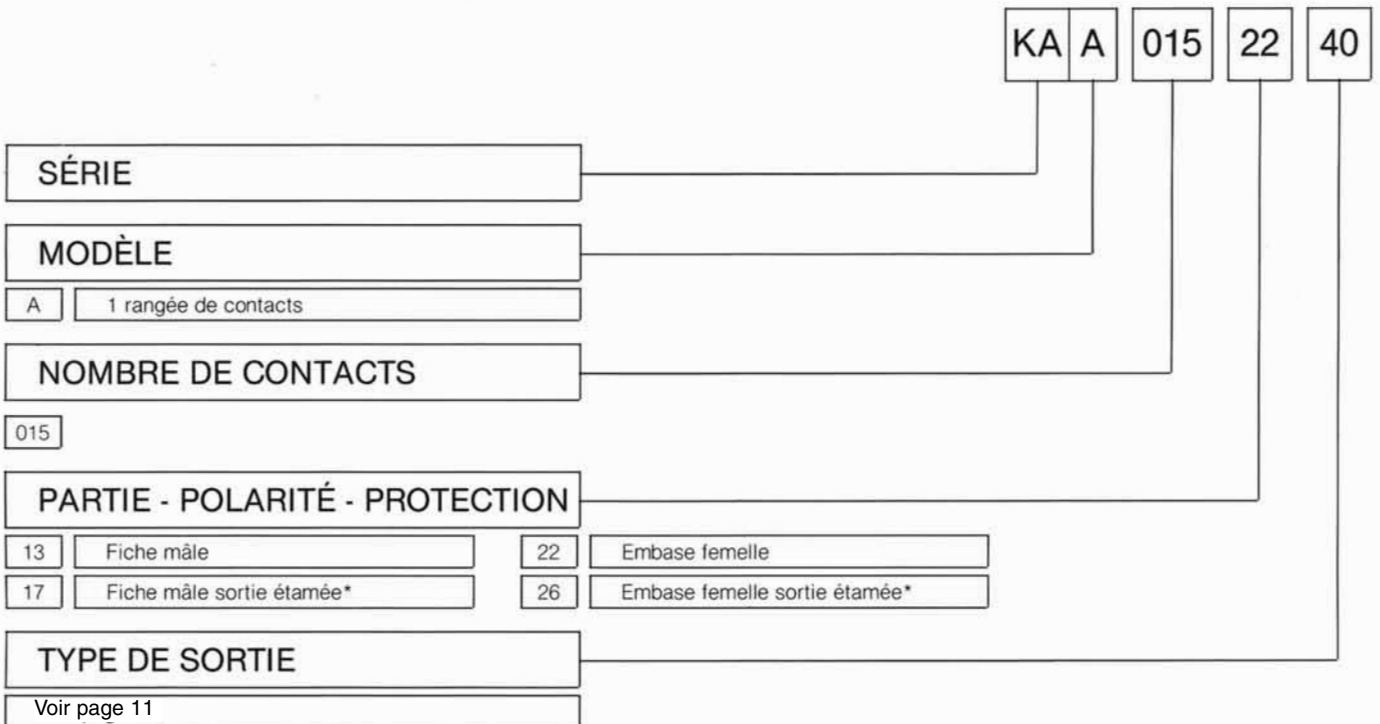 KA A 015 22 40
SÉRIE
MODÈLE
A 1 rangée de contacts
NOMBRE DE CONTACTS
015
PARTIE - POLARITÉ - PROTECTION
13 Fiche mâle 22 Embase femelle
17 Fiche mâle sortie étamée* 26 Embase femelle sortie étamée*
TYPE DE SORTIE
Voir page 11